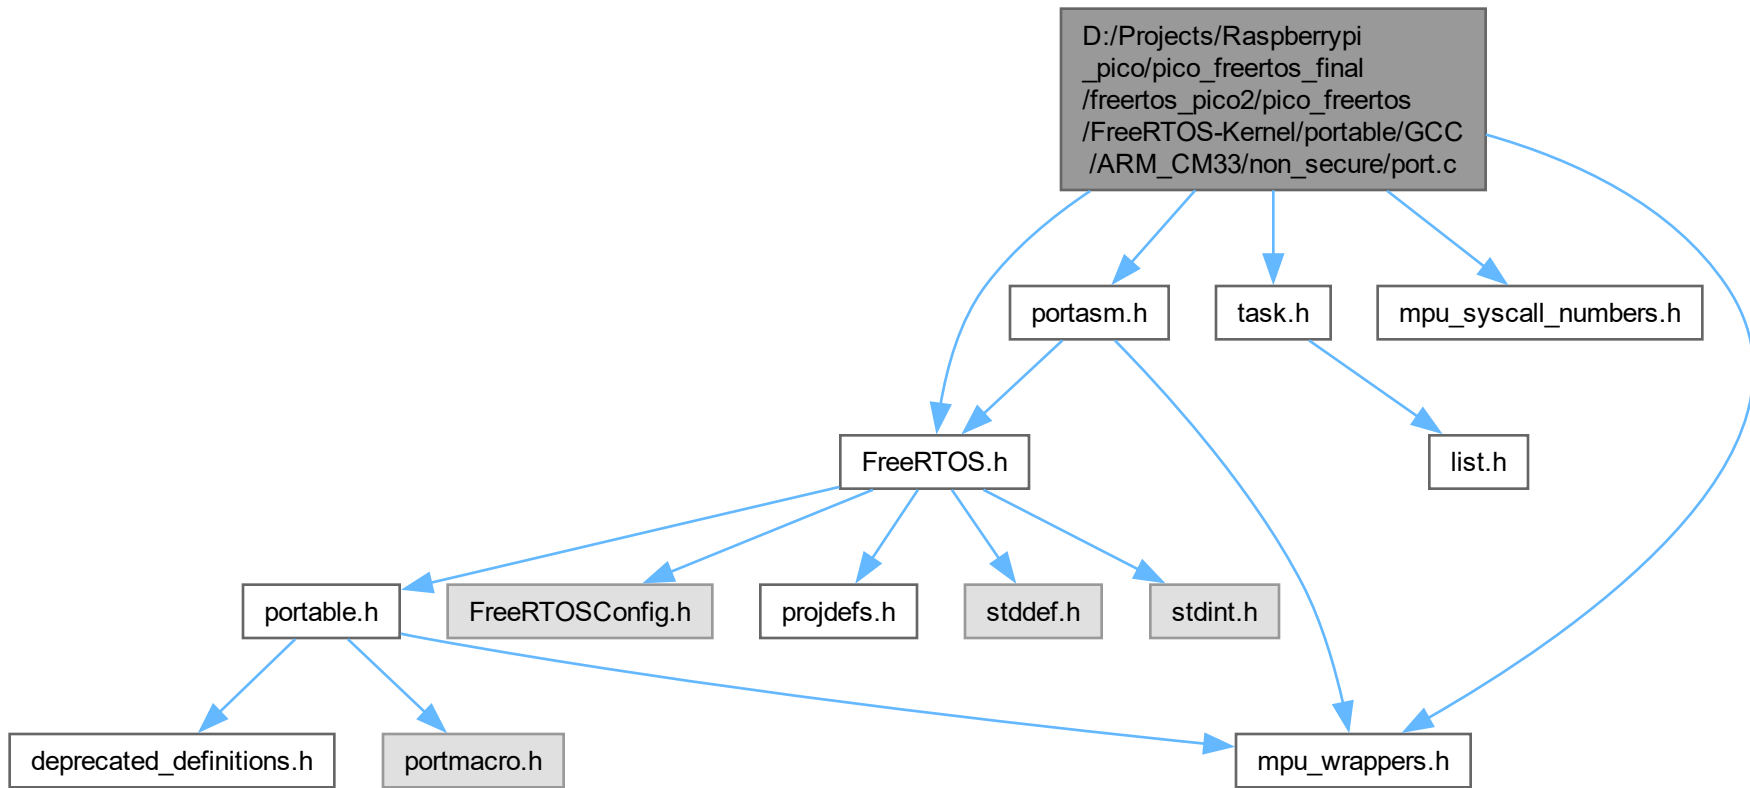 D:/Projects/Raspberrypi
_pico/pico_freertos_final
/freertos_pico2/pico_freertos
/FreeRTOS-Kernel/portable/GCC
/ARM_CM33/non_secure/port.c
portasm.h
task.h
mpu_syscall_numbers.h
FreeRTOS.h
list.h
portable.h
FreeRTOSConfig.h
projdefs.h
stddef.h
stdint.h
deprecated_definitions.h
portmacro.h
mpu_wrappers.h